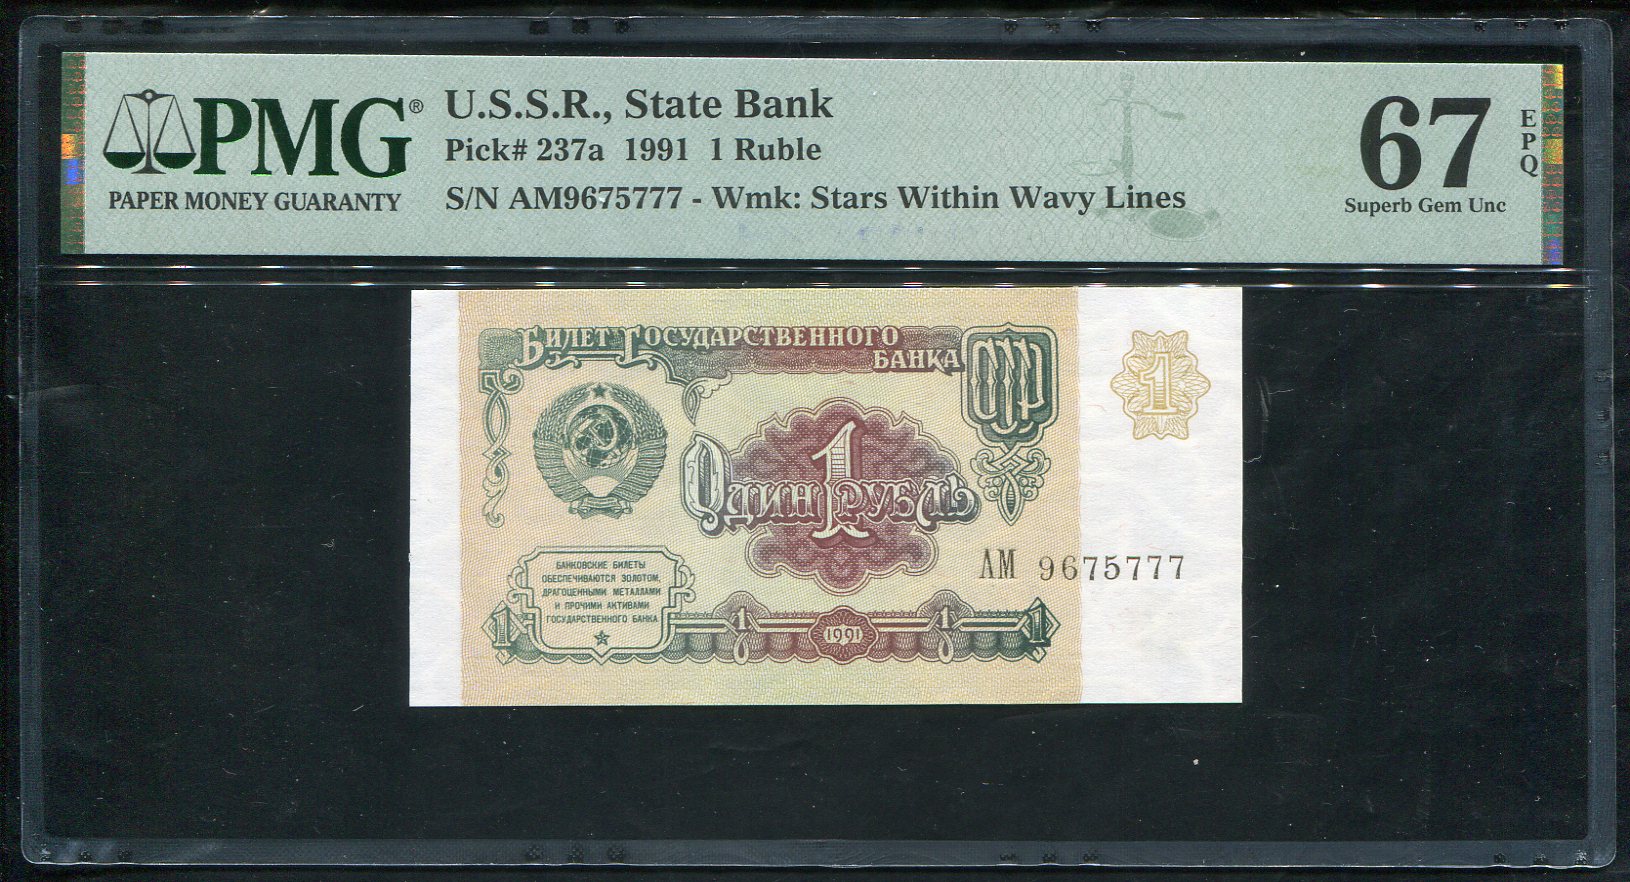 PMG®
PAPER MONEY GUARANTY
U.S.S.R., State Bank
Pick# 237a 1991 1 Ruble
S/N AM9675777 - Wmk: Stars Within Wavy Lines
67
EPQ
Superb Gem Unc
Билет Государственного
банка
СССР
1
Один 1 рубль
АМ 9675777
БАНКОВСКИЕ БИЛЕТЫ
ОБЕСПЕЧИВАЮТСЯ ЗОЛОТОМ,
ДРАГОЦЕННЫМИ МЕТАЛЛАМИ
И ПРОЧИМИ АКТИВАМИ
ГОСУДАРСТВЕННОГО БАНКА
1 1 1991 1 1